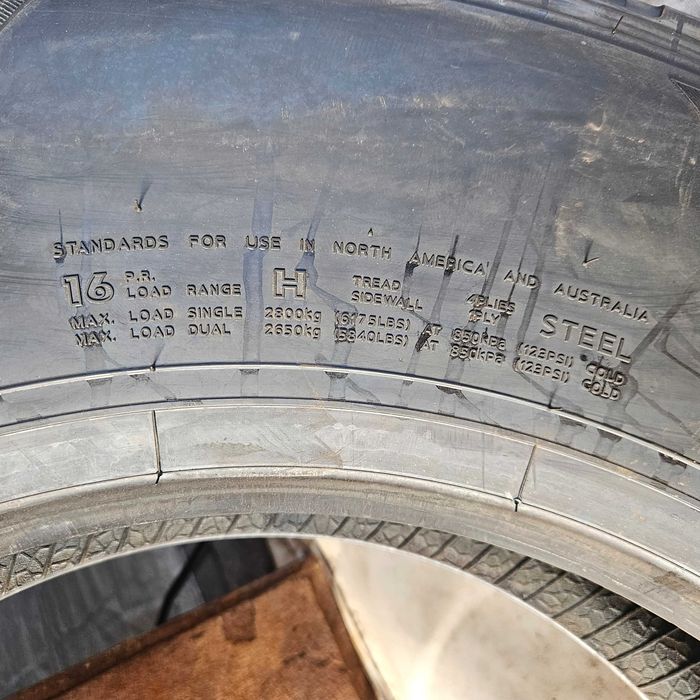 STANDARDS FOR USE IN NORTH AMERICA AND AUSTRALIA
16 P.R. LOAD RANGE H TREAD 4PLIES SIDEWALL 1PLY STEEL
MAX. LOAD SINGLE 2800kg (6175LBS) AT 850kPa (123PSI) COLD
MAX. LOAD DUAL 2650kg (5840LBS) AT 850kPa (123PSI) COLD